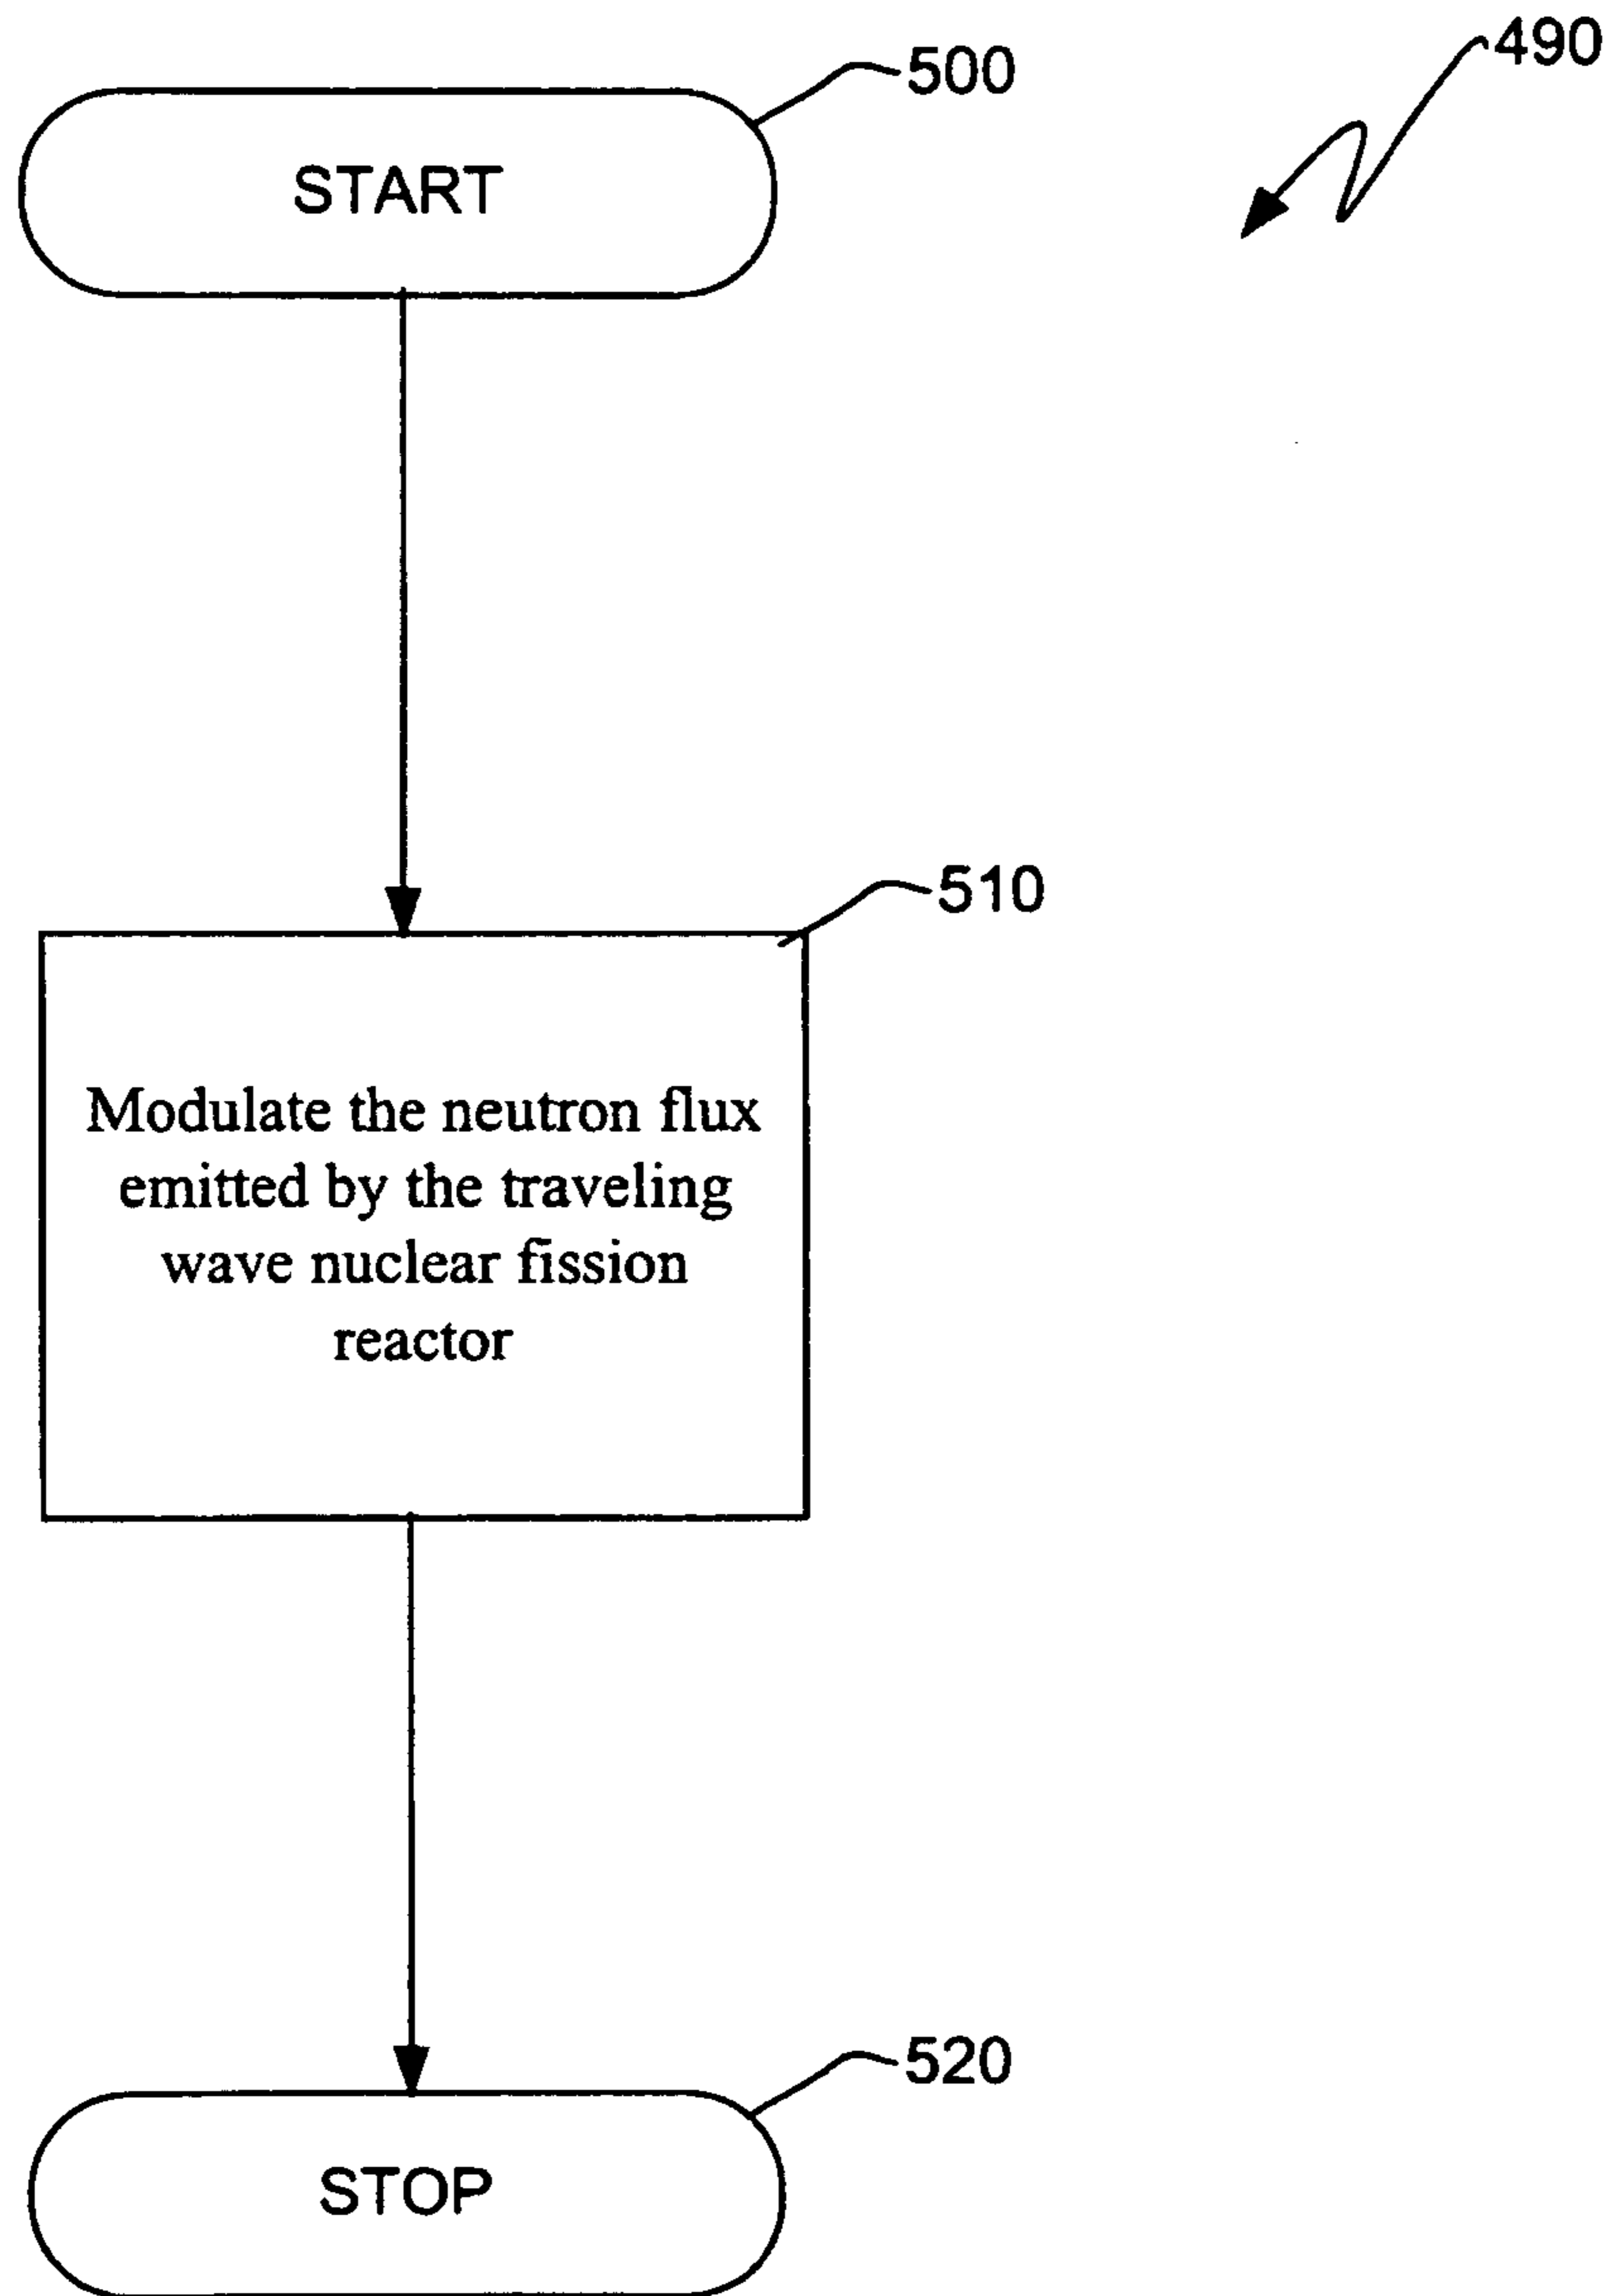 490
500
START
510
Modulate the neutron flux
emitted by the traveling
wave nuclear fission
reactor
520
STOP